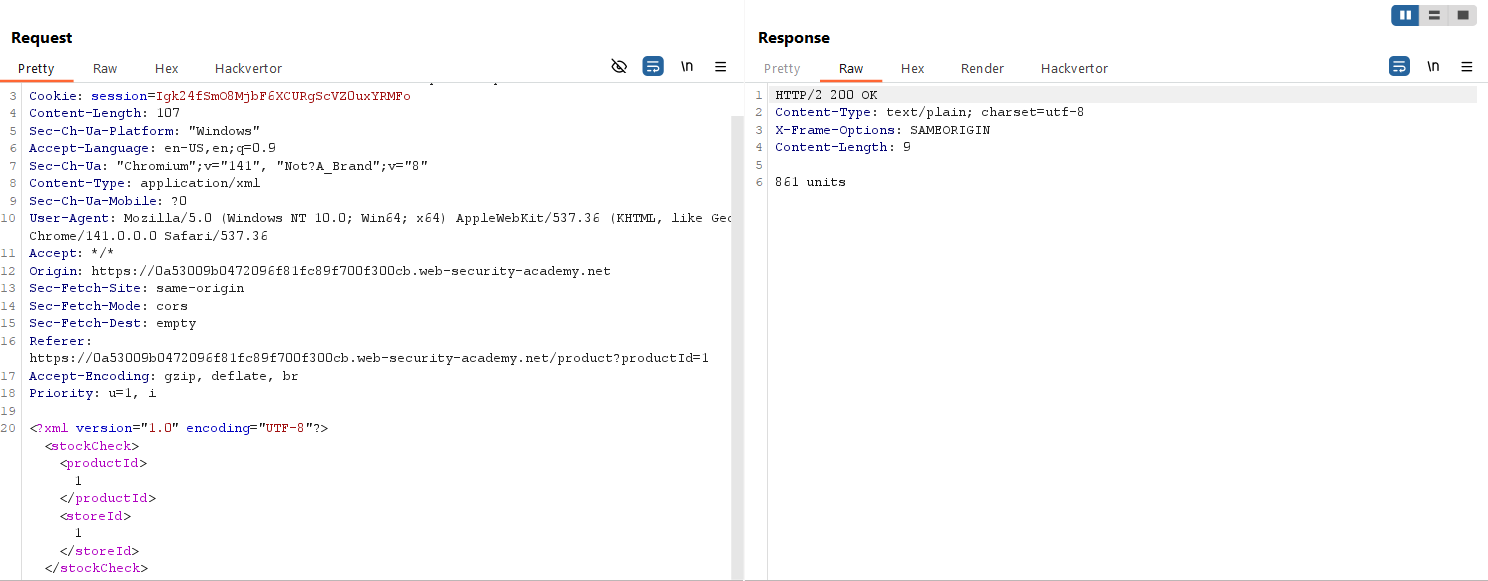 Request
Pretty Raw Hex Hackvertor \n
3 Cookie: session=Igk24fSmO8MjbF6XCURgScVZ0uxYRMFo
4 Content-Length: 107
5 Sec-Ch-Ua-Platform: "Windows"
6 Accept-Language: en-US,en;q=0.9
7 Sec-Ch-Ua: "Chromium";v="141", "Not?A_Brand";v="8"
8 Content-Type: application/xml
9 Sec-Ch-Ua-Mobile: ?0
10 User-Agent: Mozilla/5.0 (Windows NT 10.0; Win64; x64) AppleWebKit/537.36 (KHTML, like
Chrome/141.0.0.0 Safari/537.36
11 Accept: */*
12 Origin: https://0a53009b0472096f81fc89f700f300cb.web-security-academy.net
13 Sec-Fetch-Site: same-origin
14 Sec-Fetch-Mode: cors
15 Sec-Fetch-Dest: empty
16 Referer:
https://0a53009b0472096f81fc89f700f300cb.web-security-academy.net/product?productId=1
17 Accept-Encoding: gzip, deflate, br
18 Priority: u=1, i
19
20 <?xml version="1.0" encoding="UTF-8"?>
<stockCheck>
<productId>
1
</productId>
<storeId>
1
</storeId>
</stockCheck>
Response
Pretty Raw Hex Render Hackvertor \n
1 HTTP/2 200 OK
2 Content-Type: text/plain; charset=utf-8
3 X-Frame-Options: SAMEORIGIN
4 Content-Length: 9
5
6 861 units